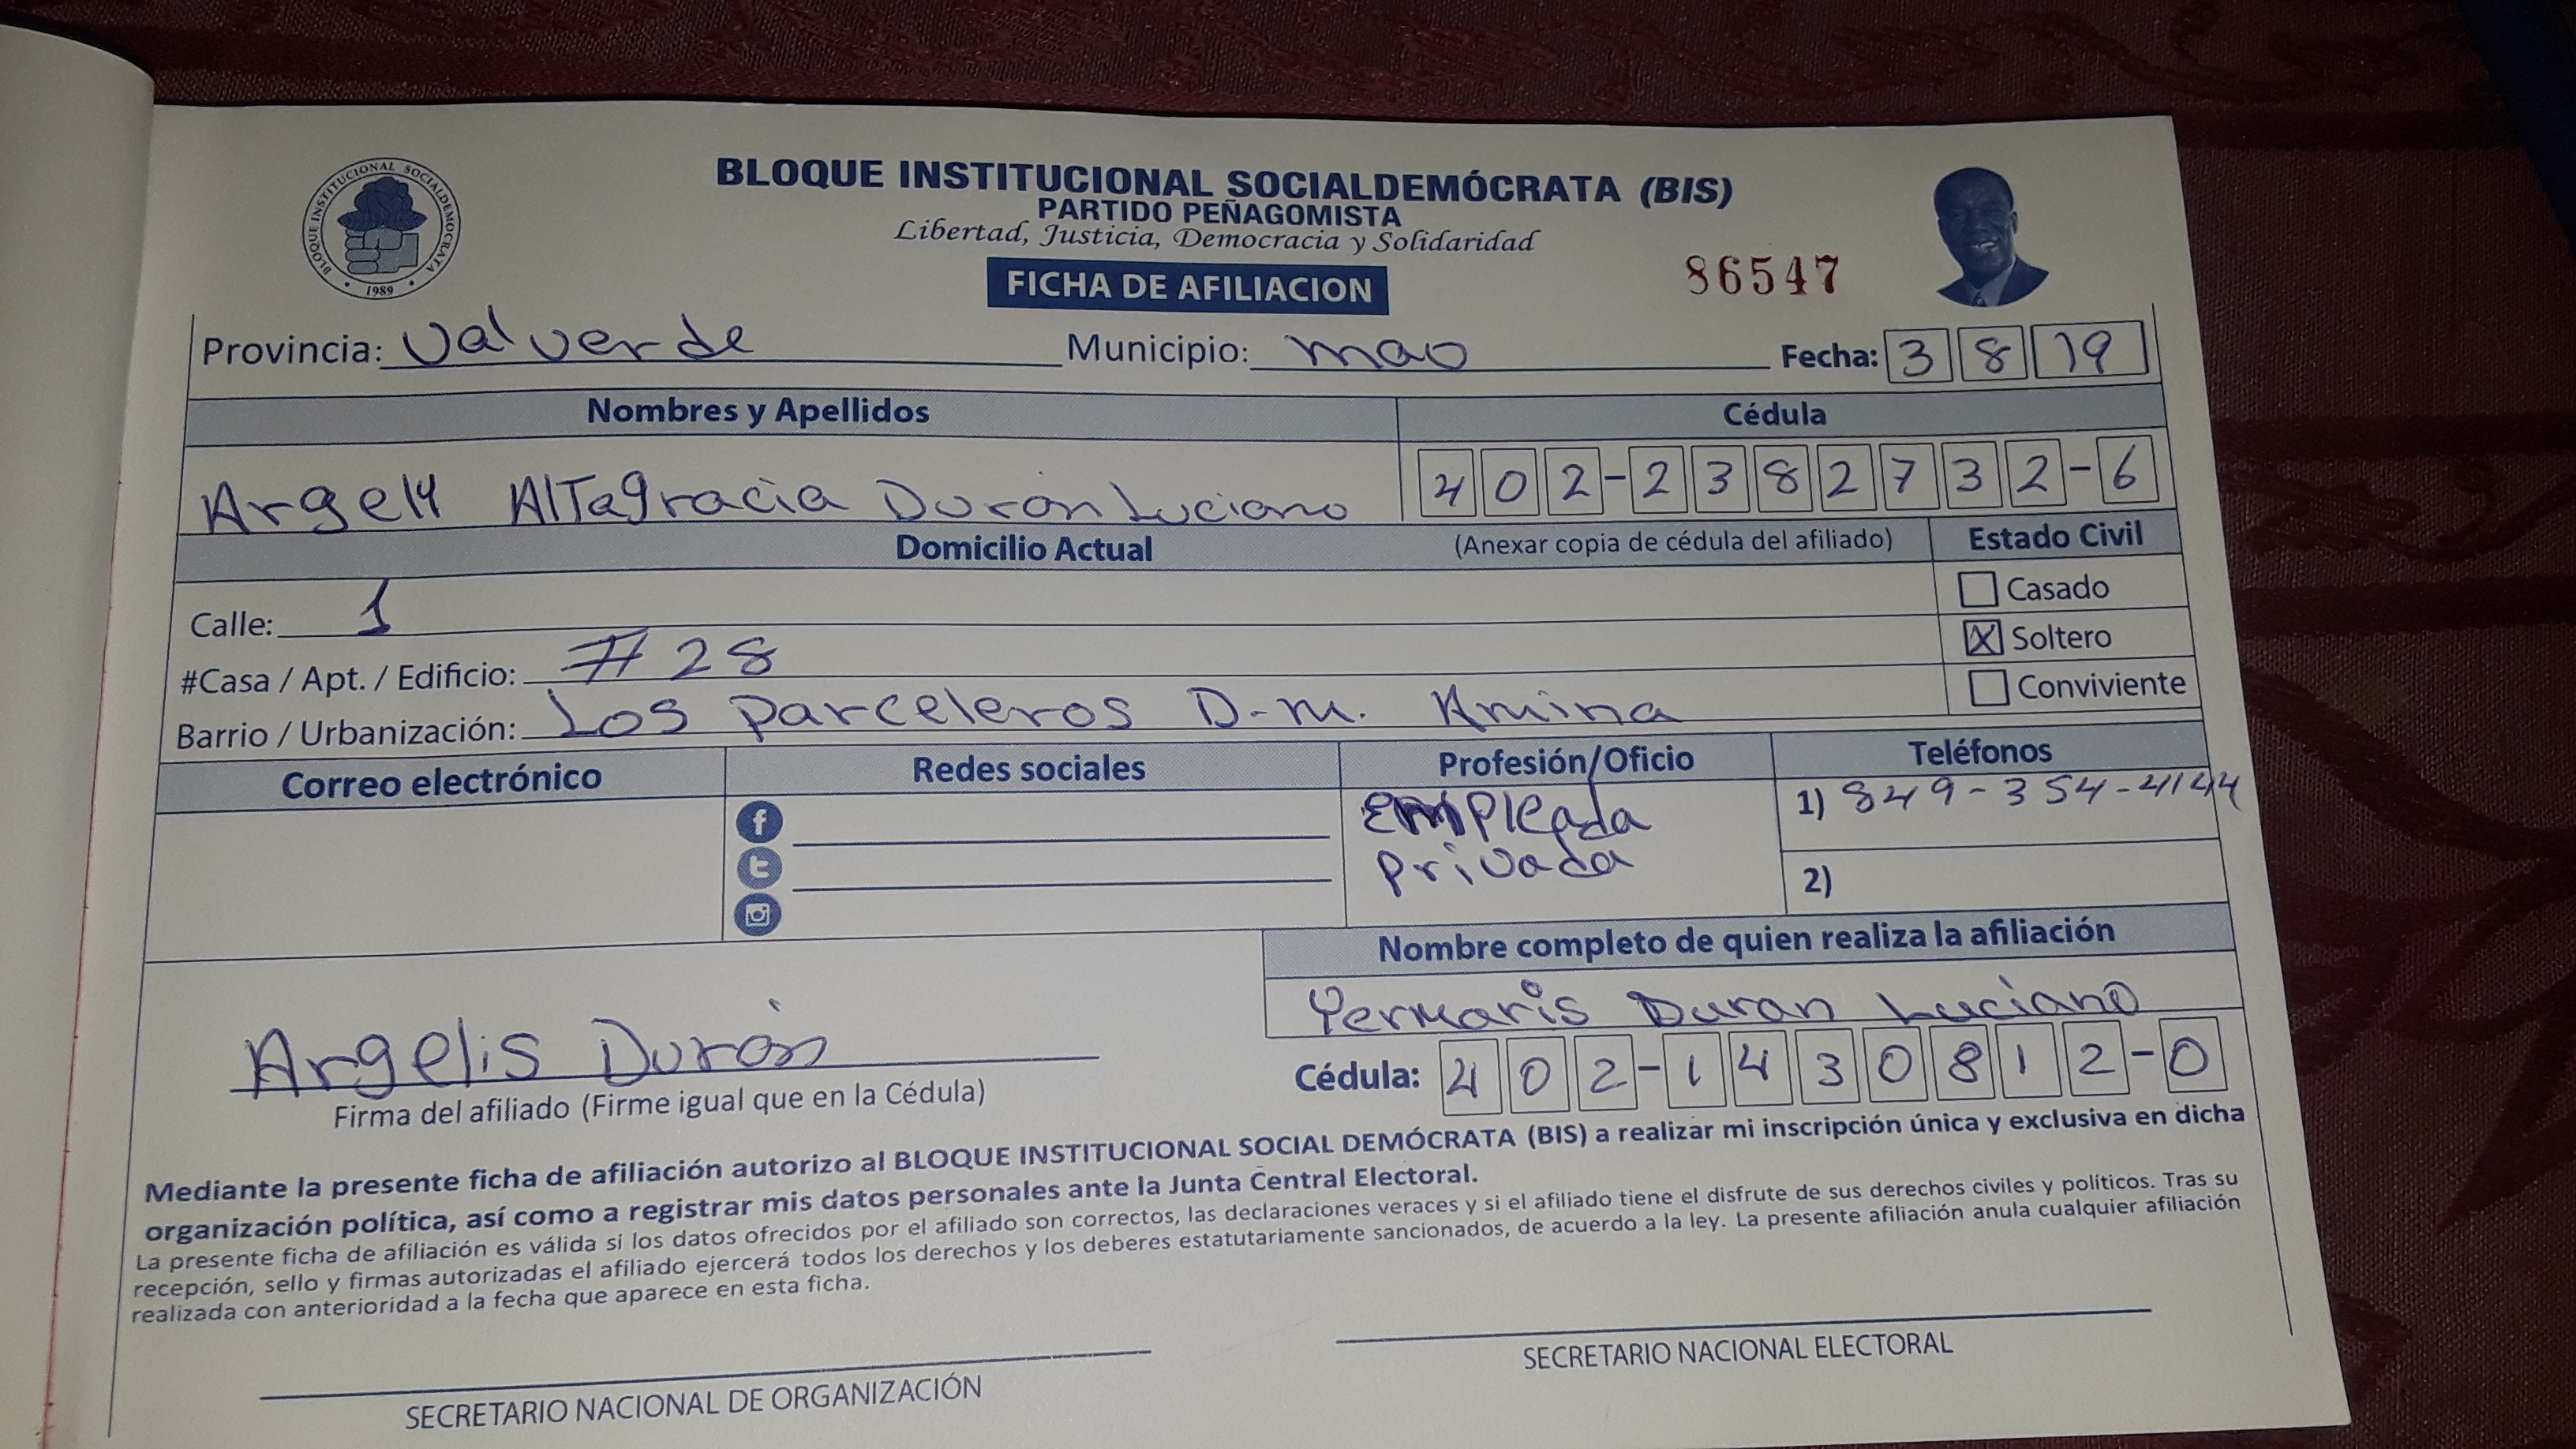 BLOQUE INSTITUCIONAL SOCIALDEMOCRATA
1989
BLOQUE INSTITUCIONAL SOCIALDEMÓCRATA (BIS)
PARTIDO PEÑAGOMISTA
Libertad, Justicia, Democracia y Solidaridad
FICHA DE AFILIACION
86547
Provincia: Valverde Municipio: mao Fecha: 3 8 19
Nombres y Apellidos Cédula
Argely Altagracia Durán Luciano 402-2382732-6
Domicilio Actual (Anexar copia de cédula del afiliado) Estado Civil
Calle: 1 Casado
#Casa / Apt. / Edificio: #28 X Soltero
Barrio / Urbanización: Los parceleros D.m. Amina Conviviente
Correo electrónico Redes sociales Profesión/Oficio Teléfonos
Empleada 1) 849-354-4144
privada 2)
Nombre completo de quien realiza la afiliación
Yermaris Duran Luciano
Argelis Durán Cédula: 402-1430812-0
Firma del afiliado (Firme igual que en la Cédula)
Mediante la presente ficha de afiliación autorizo al BLOQUE INSTITUCIONAL SOCIAL DEMÓCRATA (BIS) a realizar mi inscripción única y exclusiva en dicha
organización política, así como a registrar mis datos personales ante la Junta Central Electoral.
La presente ficha de afiliación es válida si los datos ofrecidos por el afiliado son correctos, las declaraciones veraces y si el afiliado tiene el disfrute de sus derechos civiles y políticos. Tras su
recepción, sello y firmas autorizadas el afiliado ejercerá todos los derechos y los deberes estatutariamente sancionados, de acuerdo a la ley. La presente afiliación anula cualquier afiliación
realizada con anterioridad a la fecha que aparece en esta ficha.
SECRETARIO NACIONAL DE ORGANIZACIÓN SECRETARIO NACIONAL ELECTORAL